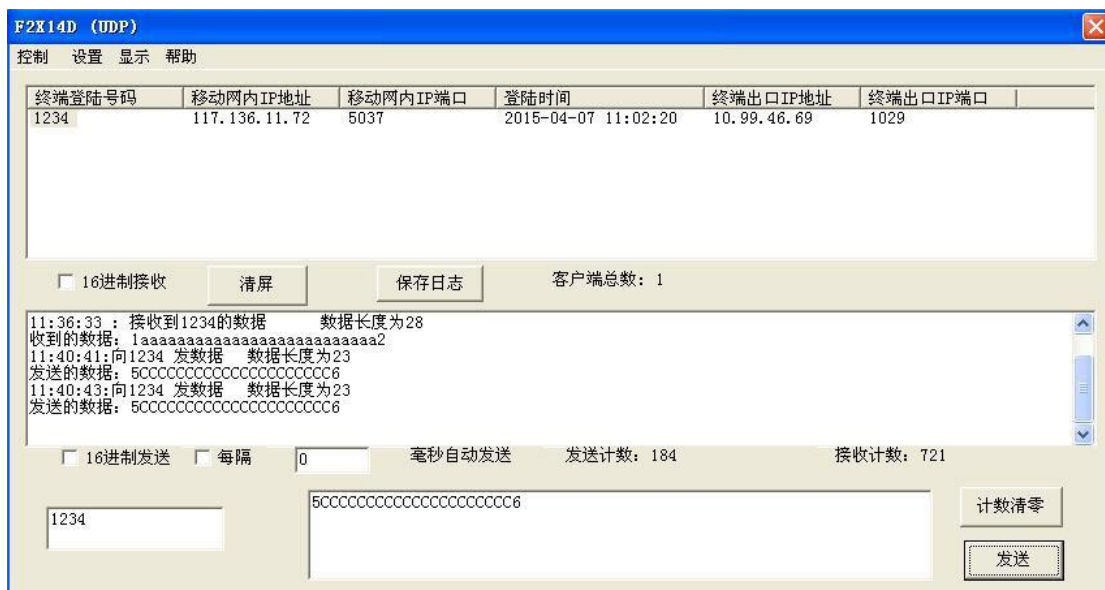 F2X14D (UDP)
控制 设置 显示 帮助
终端登陆号码 移动网内IP地址 移动网内IP端口 登陆时间 终端出口IP地址 终端出口IP端口
1234 117.136.11.72 5037 2015-04-07 11:02:20 10.99.46.69 1029
16进制接收 清屏 保存日志 客户端总数: 1
11:36:33 : 接收到1234的数据 数据长度为28
收到的数据: 1aaaaaaaaaaaaaaaaaaaaaaaaaa2
11:40:41:向1234 发数据 数据长度为23
发送的数据: 5CCCCCCCCCCCCCCCCCCCCC6
11:40:43:向1234 发数据 数据长度为23
发送的数据: 5CCCCCCCCCCCCCCCCCCCCC6
16进制发送 每隔 0 毫秒自动发送 发送计数: 184 接收计数: 721
5CCCCCCCCCCCCCCCCCCCCC6
1234
计数清零
发送